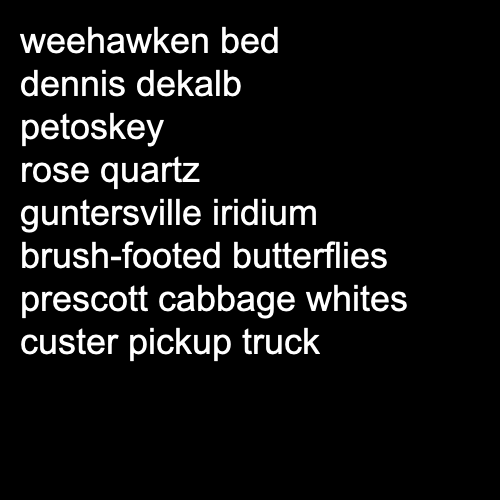 weehawken bed
dennis dekalb
petoskey
rose quartz
guntersville iridium
brush-footed butterflies
prescott cabbage whites
custer pickup truck